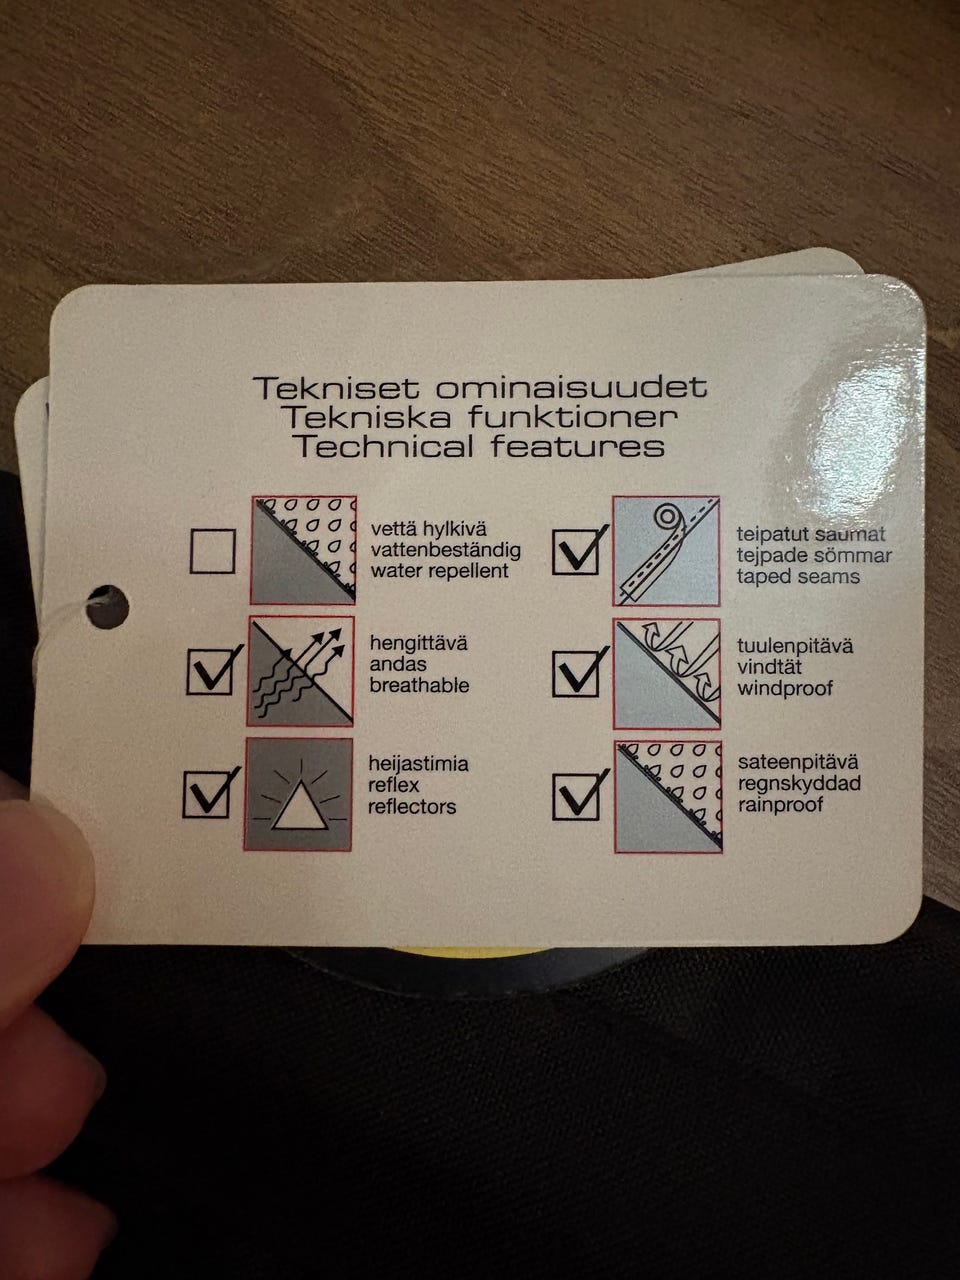 Tekniset ominaisuudet
Tekniska funktioner
Technical features
vettä hylkivä
vattenbeständig
water repellent
hengittävä
andas
breathable
heijastimia
reflex
reflectors
teipatut saumat
tejpade sömmar
taped seams
tuulenpitävä
vindtät
windproof
sateenpitävä
regnskyddad
rainproof